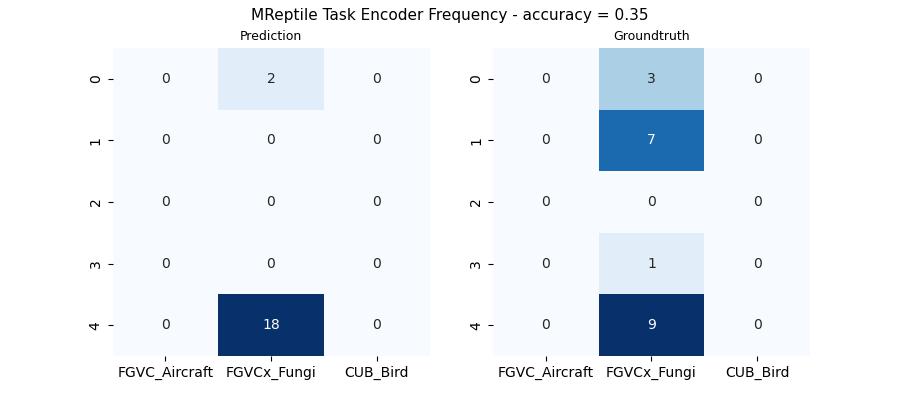 MReptile Task Encoder Frequency - accuracy = 0.35
Prediction
Groundtruth
0 0 2 0
1 0 0 0
2 0 0 0
3 0 0 0
4 0 18 0
FGVC_Aircraft FGVCx_Fungi CUB_Bird
0 0 3 0
1 0 7 0
2 0 0 0
3 0 1 0
4 0 9 0
FGVC_Aircraft FGVCx_Fungi CUB_Bird